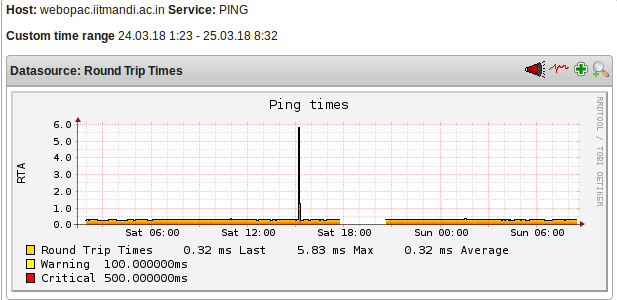 Host: webopac.iitmandi.ac.in Service: PING
Custom time range 24.03.18 1:23 - 25.03.18 8:32
Datasource: Round Trip Times
Ping times
RRDTOOL / TOBI OETIKER
6.0
5.0
4.0
3.0
2.0
1.0
0.0
RTA
Sat 06:00 Sat 12:00 Sat 18:00 Sun 00:00 Sun 06:00
Round Trip Times 0.32 ms Last 5.83 ms Max 0.32 ms Average
Warning 100.000000ms
Critical 500.000000ms